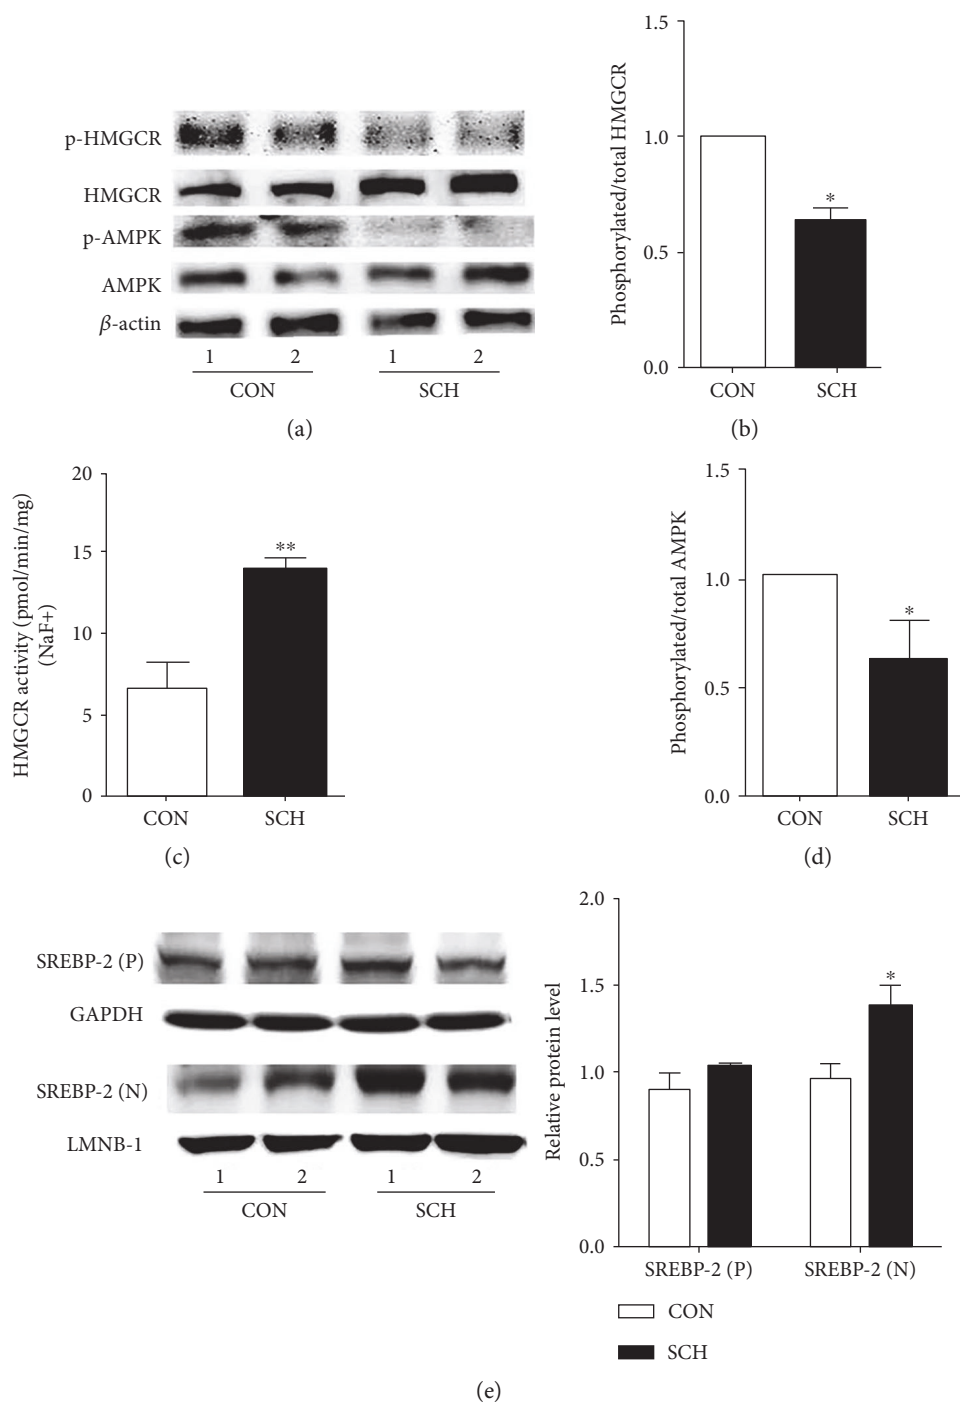 p-HMGCR
HMGCR
p-AMPK
AMPK
β-actin
1 2 1 2
CON SCH
(a)
Phosphorylated/total HMGCR
1.5
1.0
0.5
0.0
*
CON SCH
(b)
HMGCR activity (pmol/min/mg)
(NaF+)
20
15
10
5
0
**
CON SCH
(c)
Phosphorylated/total AMPK
1.5
1.0
0.5
0.0
*
CON SCH
(d)
SREBP-2 (P)
GAPDH
SREBP-2 (N)
LMNB-1
1 2 1 2
CON SCH
Relative protein level
2.0
1.5
1.0
0.5
0.0
*
SREBP-2 (P) SREBP-2 (N)
CON
SCH
(e)